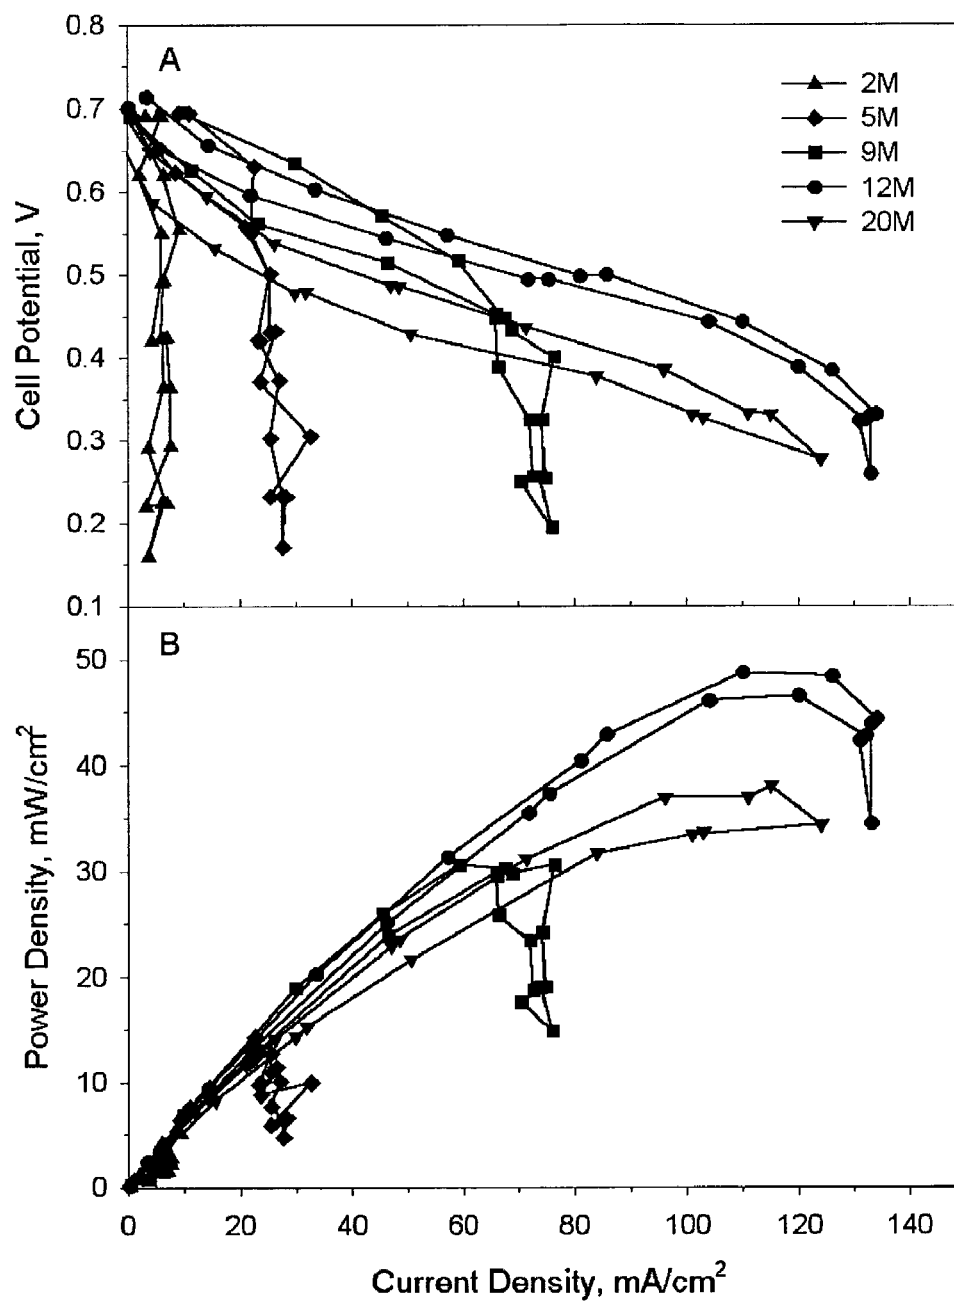 0.8
A
0.7
2M
5M
9M
0.6
12M
20M
Cell Potential, V
0.5
0.4
0.3
0.2
0.1
B
50
Power Density, mW/cm²
40
30
20
10
0
0 20 40 60 80 100 120 140
Current Density, mA/cm²